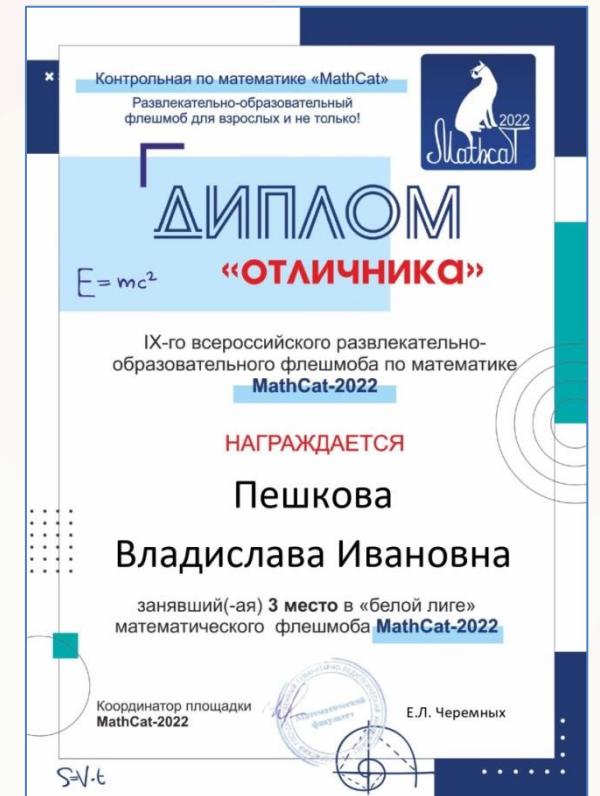 Контрольная по математике «MathCat»
Развлекательно-образовательный
флешмоб для взрослых и не только!
2022
MathcaT
ДИПЛОМ
«ОТЛИЧНИКА»
E = mc²
IX-го всероссийского развлекательно-
образовательного флешмоба по математике
MathCat-2022
НАГРАЖДАЕТСЯ
Пешкова
Владислава Ивановна
занявший(-ая) 3 место в «белой лиге»
математического флешмоба MathCat-2022
Координатор площадки
MathCat-2022
Математический
факультет
Е.Л. Черемных
S=V·t